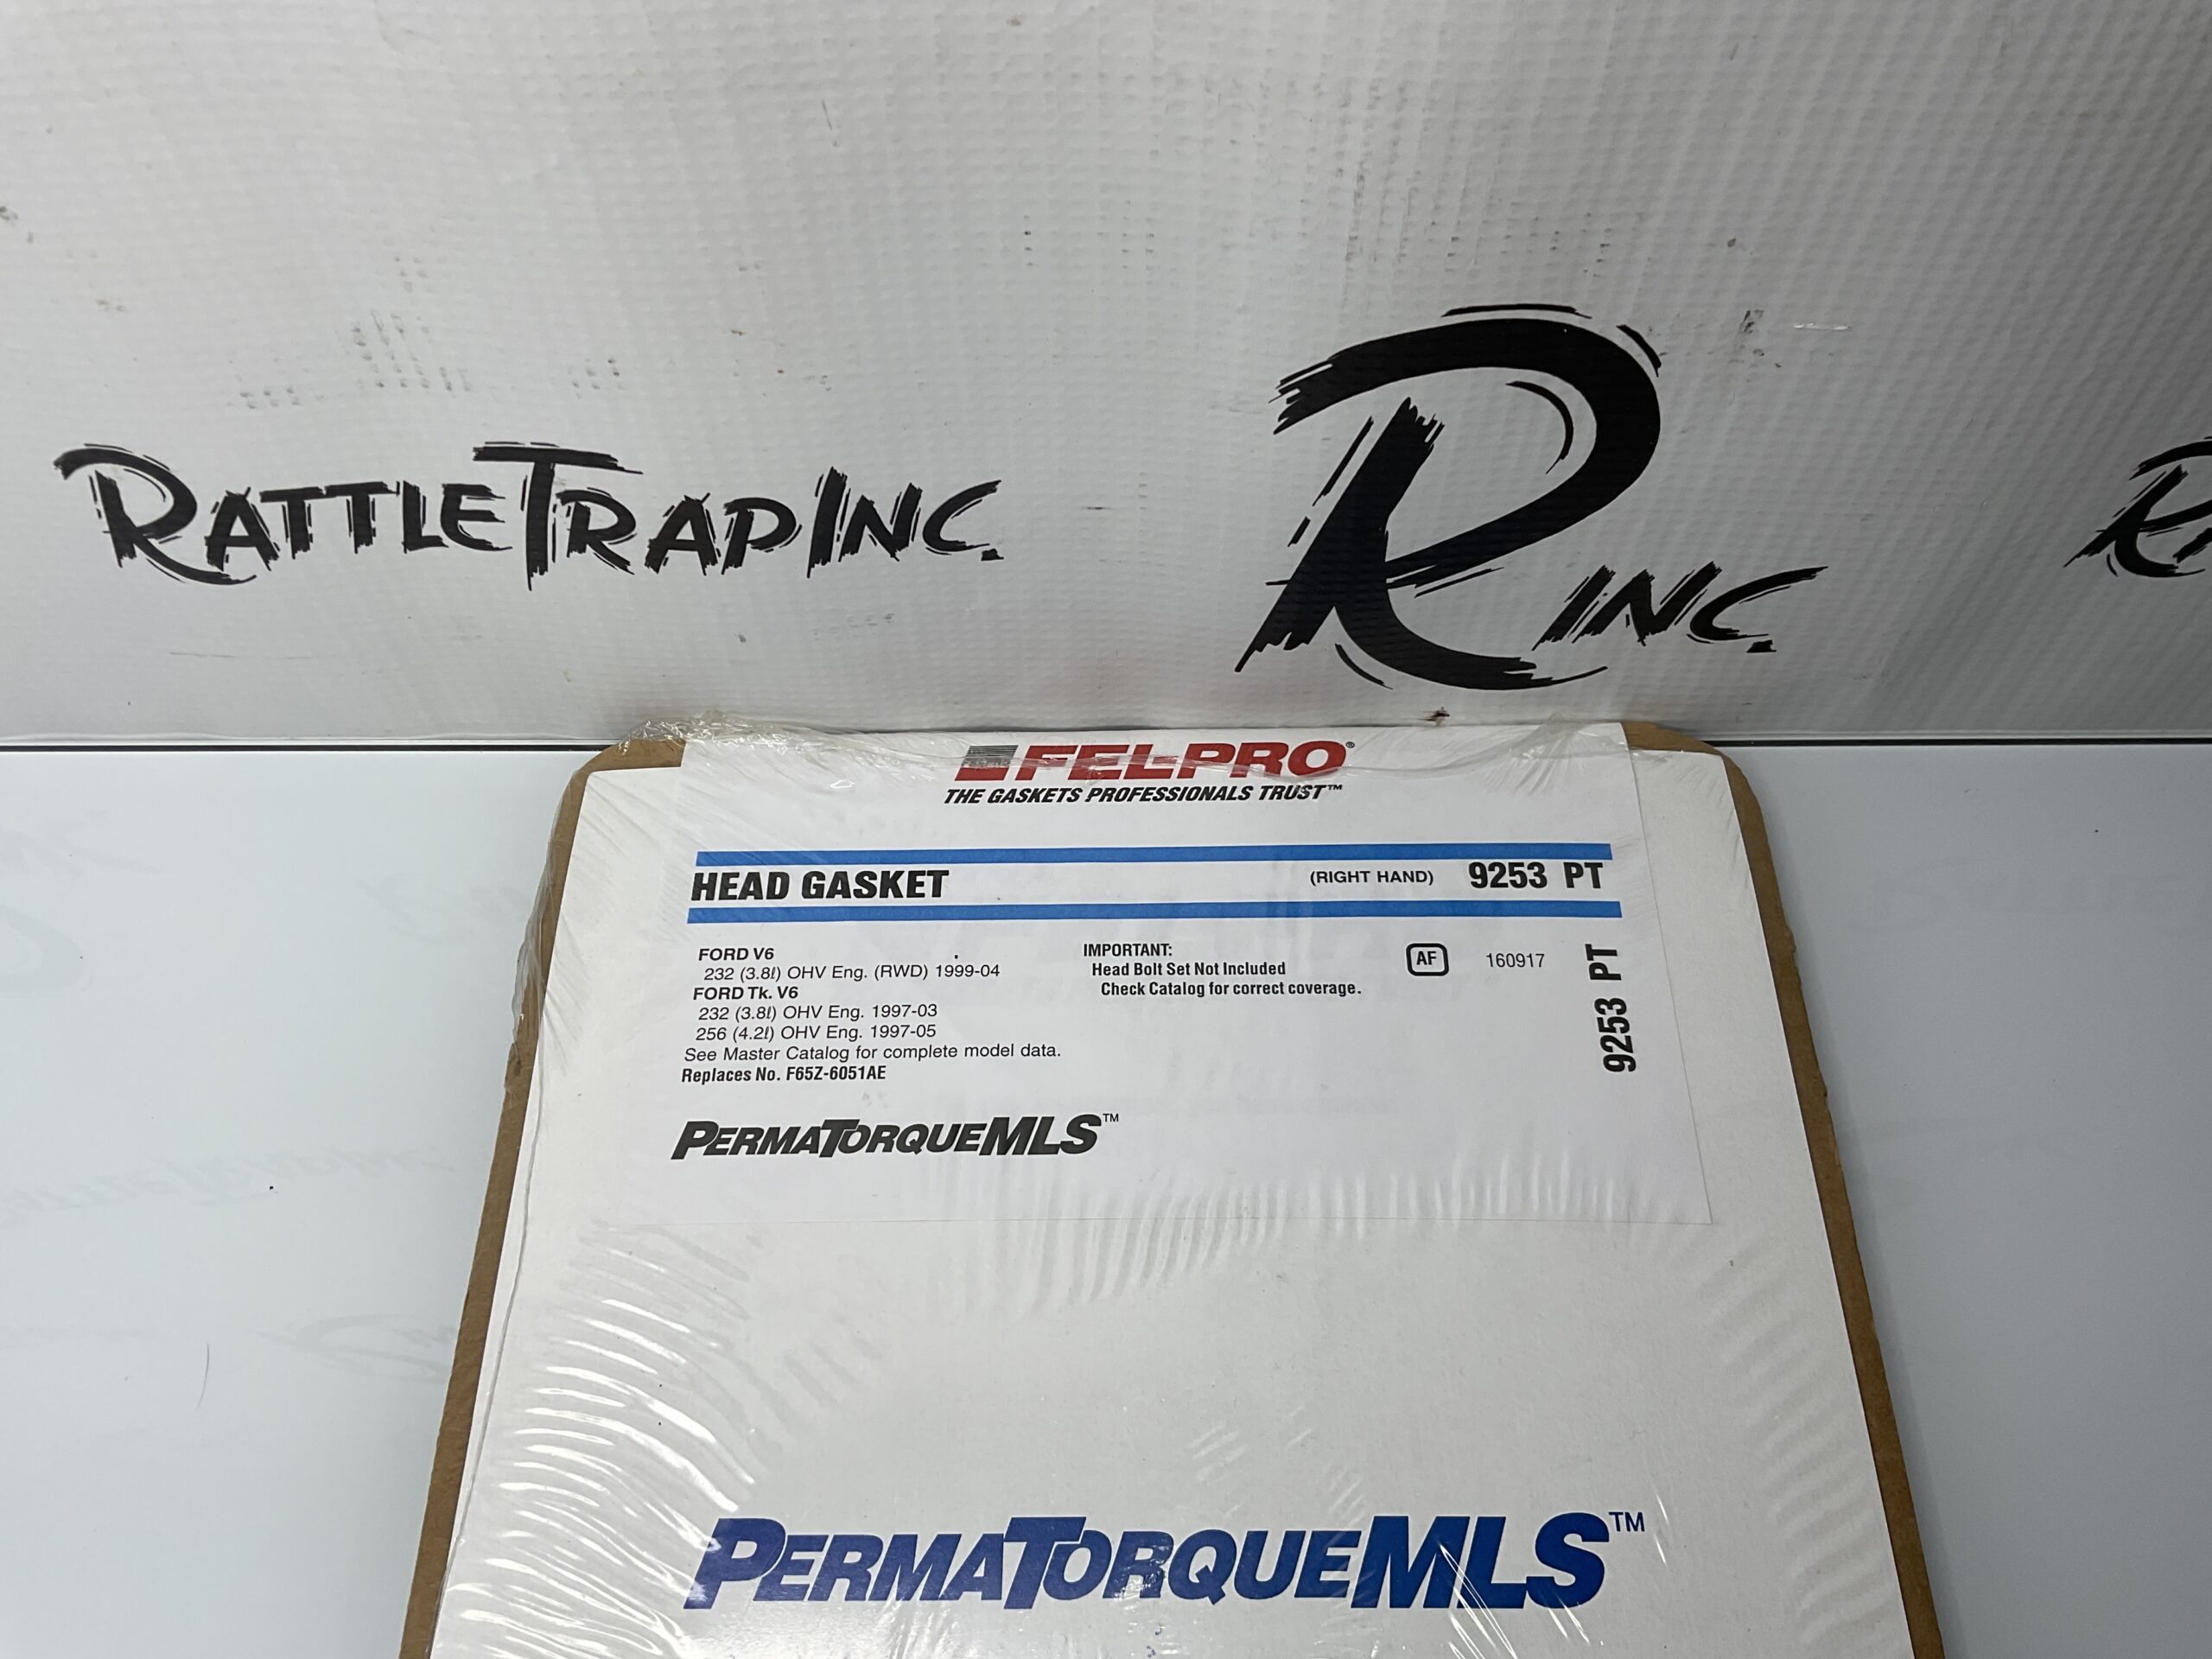 RATTLETRAP INC.
R INC.
FELPRO®
THE GASKETS PROFESSIONALS TRUST™
HEAD GASKET (RIGHT HAND) 9253 PT
FORD V6
232 (3.8ℓ) OHV Eng. (RWD) 1999-04
FORD Tk. V6
232 (3.8ℓ) OHV Eng. 1997-03
256 (4.2ℓ) OHV Eng. 1997-05
See Master Catalog for complete model data.
Replaces No. F65Z-6051AE
IMPORTANT:
Head Bolt Set Not Included
Check Catalog for correct coverage.
AF 160917
9253 PT
PERMATORQUEMLS™
PERMATORQUEMLS™